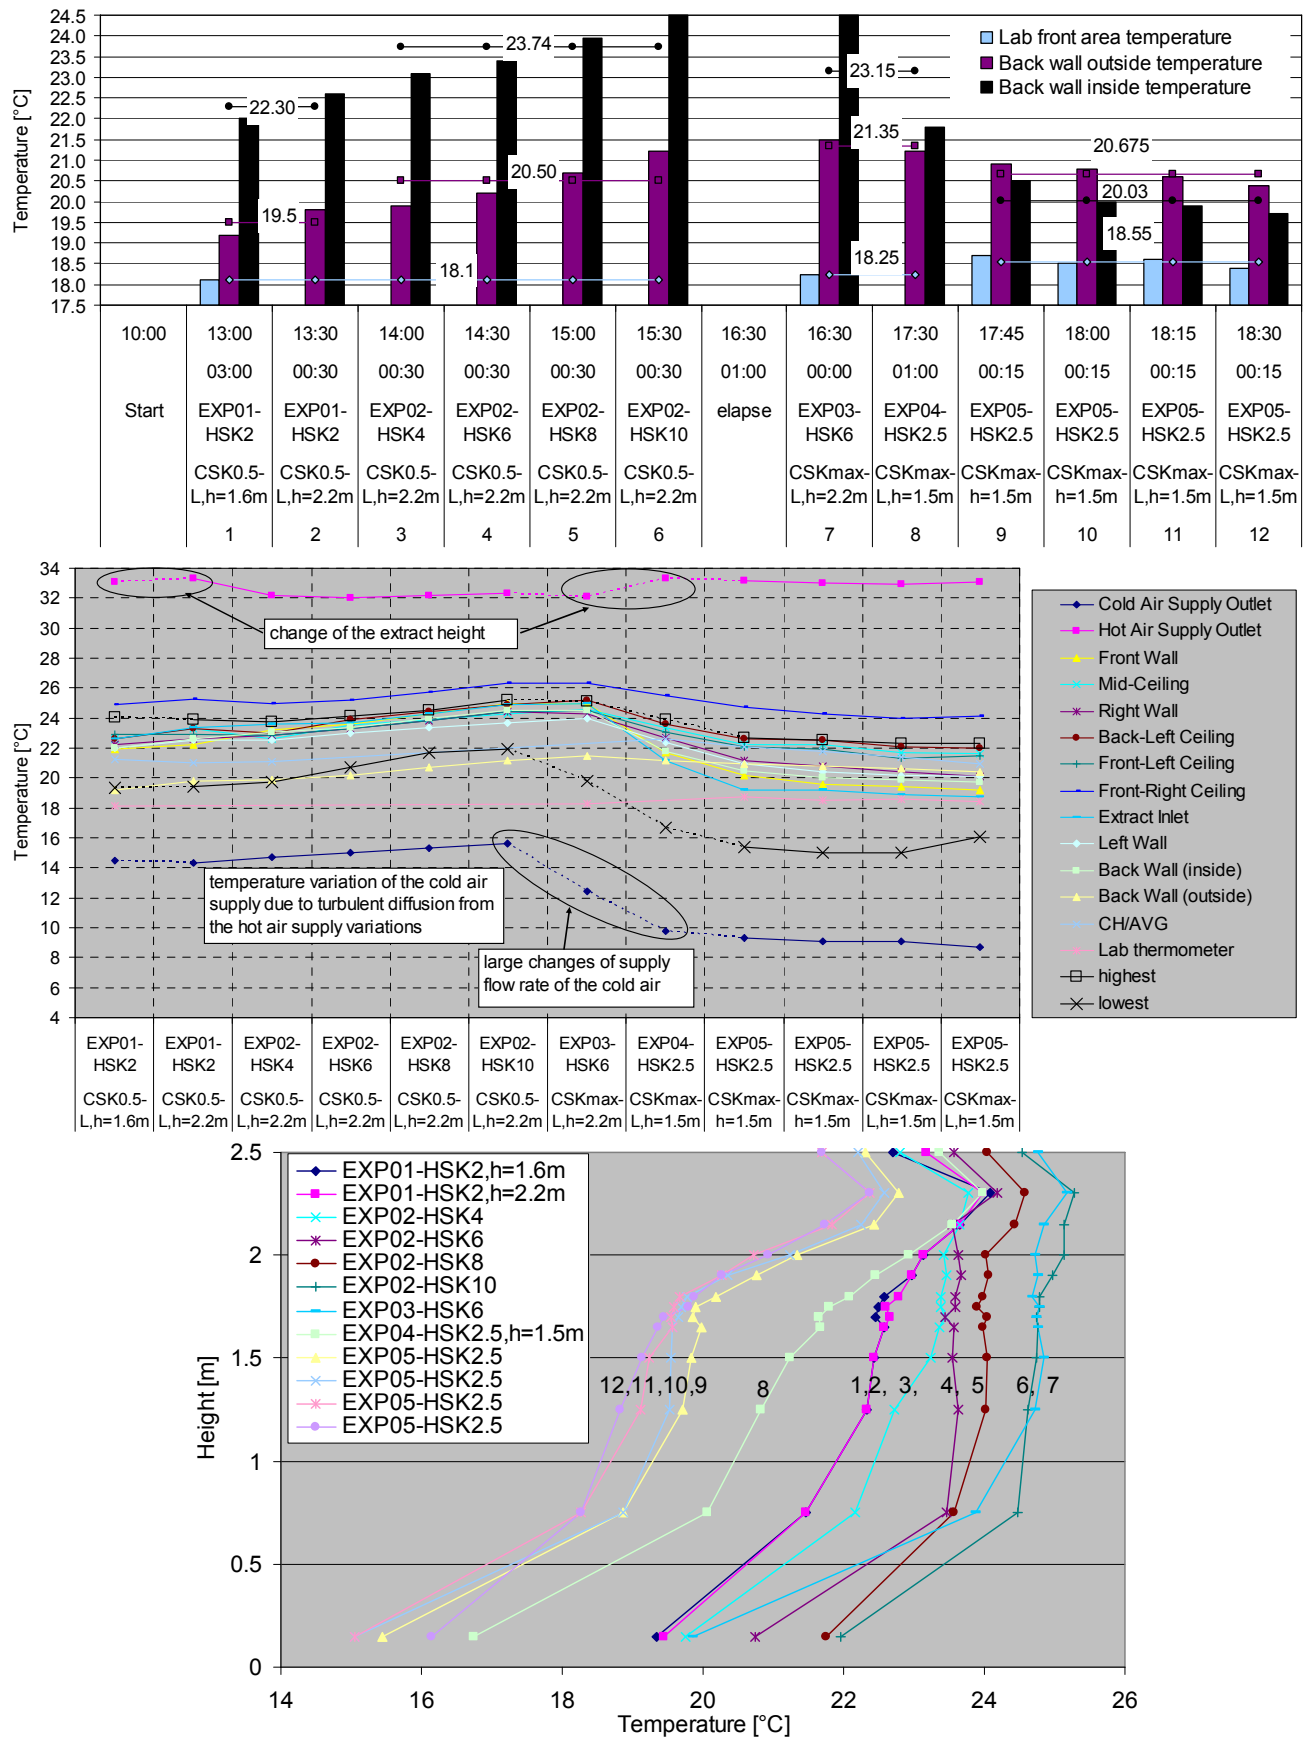 24.5
24.0
23.5
23.0
22.5
22.0
21.5
21.0
20.5
20.0
19.5
19.0
18.5
18.0
17.5
Temperature [°C]
23.74
22.30
20.50
19.5
18.1
23.15
21.35
18.25
20.675
20.03
18.55
Lab front area temperature
Back wall outside temperature
Back wall inside temperature
10:00 13:00 13:30 14:00 14:30 15:00 15:30 16:30 16:30 17:30 17:45 18:00 18:15 18:30
03:00 00:30 00:30 00:30 00:30 00:30 01:00 00:00 01:00 00:15 00:15 00:15 00:15
Start EXP01- EXP01- EXP02- EXP02- EXP02- EXP02- elapse EXP03- EXP04- EXP05- EXP05- EXP05- EXP05-
HSK2 HSK2 HSK4 HSK6 HSK8 HSK10 HSK6 HSK2.5 HSK2.5 HSK2.5 HSK2.5 HSK2.5
CSK0.5- CSK0.5- CSK0.5- CSK0.5- CSK0.5- CSK0.5- CSKmax- CSKmax- CSKmax- CSKmax- CSKmax- CSKmax-
L,h=1.6m L,h=2.2m L,h=2.2m L,h=2.2m L,h=2.2m L,h=2.2m L,h=2.2m L,h=1.5m h=1.5m h=1.5m L,h=1.5m L,h=1.5m
1 2 3 4 5 6 7 8 9 10 11 12
34
32
30
28
26
24
22
20
18
16
14
12
10
8
6
4
Temperature [°C]
change of the extract height
temperature variation of the cold air
supply due to turbulent diffusion from
the hot air supply variations
large changes of supply
flow rate of the cold air
Cold Air Supply Outlet
Hot Air Supply Outlet
Front Wall
Mid-Ceiling
Right Wall
Back-Left Ceiling
Front-Left Ceiling
Front-Right Ceiling
Extract Inlet
Left Wall
Back Wall (inside)
Back Wall (outside)
CH/AVG
Lab thermometer
highest
lowest
EXP01- EXP01- EXP02- EXP02- EXP02- EXP02- EXP03- EXP04- EXP05- EXP05- EXP05- EXP05-
HSK2 HSK2 HSK4 HSK6 HSK8 HSK10 HSK6 HSK2.5 HSK2.5 HSK2.5 HSK2.5 HSK2.5
CSK0.5- CSK0.5- CSK0.5- CSK0.5- CSK0.5- CSK0.5- CSKmax- CSKmax- CSKmax- CSKmax- CSKmax- CSKmax-
L,h=1.6m L,h=2.2m L,h=2.2m L,h=2.2m L,h=2.2m L,h=2.2m L,h=2.2m L,h=1.5m h=1.5m h=1.5m L,h=1.5m L,h=1.5m
2.5
2
1.5
1
0.5
0
Height [m]
EXP01-HSK2,h=1.6m
EXP01-HSK2,h=2.2m
EXP02-HSK4
EXP02-HSK6
EXP02-HSK8
EXP02-HSK10
EXP03-HSK6
EXP04-HSK2.5,h=1.5m
EXP05-HSK2.5
EXP05-HSK2.5
EXP05-HSK2.5
EXP05-HSK2.5
12,11,10,9 8 1,2, 3, 4, 5 6, 7
14 16 18 20 22 24 26
Temperature [°C]